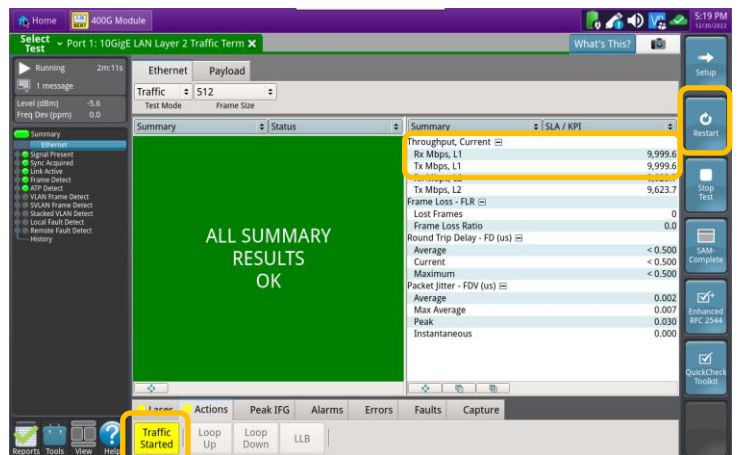 Home
400G Module
5:19 PM
12/30/2022
Select Test
Port 1: 10GigE LAN Layer 2 Traffic Term
What's This?
Running 2m:11s
1 message
Level (dBm) -5.6
Freq Dev (ppm) 0.0
Summary
Ethernet
Signal Present
Sync Acquired
Link Active
Frame Detect
ATP Detect
VLAN Frame Detect
SVLAN Frame Detect
Stacked VLAN Detect
Local Fault Detect
Remote Fault Detect
History
Ethernet Payload
Traffic 512
Test Mode Frame Size
Summary Status
ALL SUMMARY
RESULTS
OK
Summary SLA / KPI
Throughput, Current
Rx Mbps, L1 9,999.6
Tx Mbps, L1 9,999.6
Tx Mbps, L2 9,623.7
Frame Loss - FLR
Lost Frames 0
Frame Loss Ratio 0.0
Round Trip Delay - FD (us)
Average < 0.500
Current < 0.500
Maximum < 0.500
Packet Jitter - FDV (us)
Average 0.002
Max Average 0.007
Peak 0.030
Instantaneous 0.000
Setup
Restart
Stop
Test
SAM-
Complete
Enhanced
RFC 2544
QuickCheck
Toolkit
Laser Actions Peak IFG Alarms Errors Faults Capture
Traffic
Started
Loop
Up
Loop
Down
LLB
Reports Tools View Help